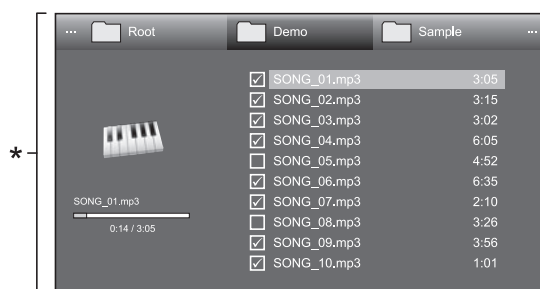 ... Root Demo Sample ...
SONG_01.mp3 3:05
SONG_02.mp3 3:15
SONG_03.mp3 3:02
SONG_04.mp3 6:05
SONG_05.mp3 4:52
SONG_06.mp3 6:35
SONG_07.mp3 2:10
SONG_08.mp3 3:26
SONG_09.mp3 3:56
SONG_10.mp3 1:01
*
SONG_01.mp3
0:14 / 3:05